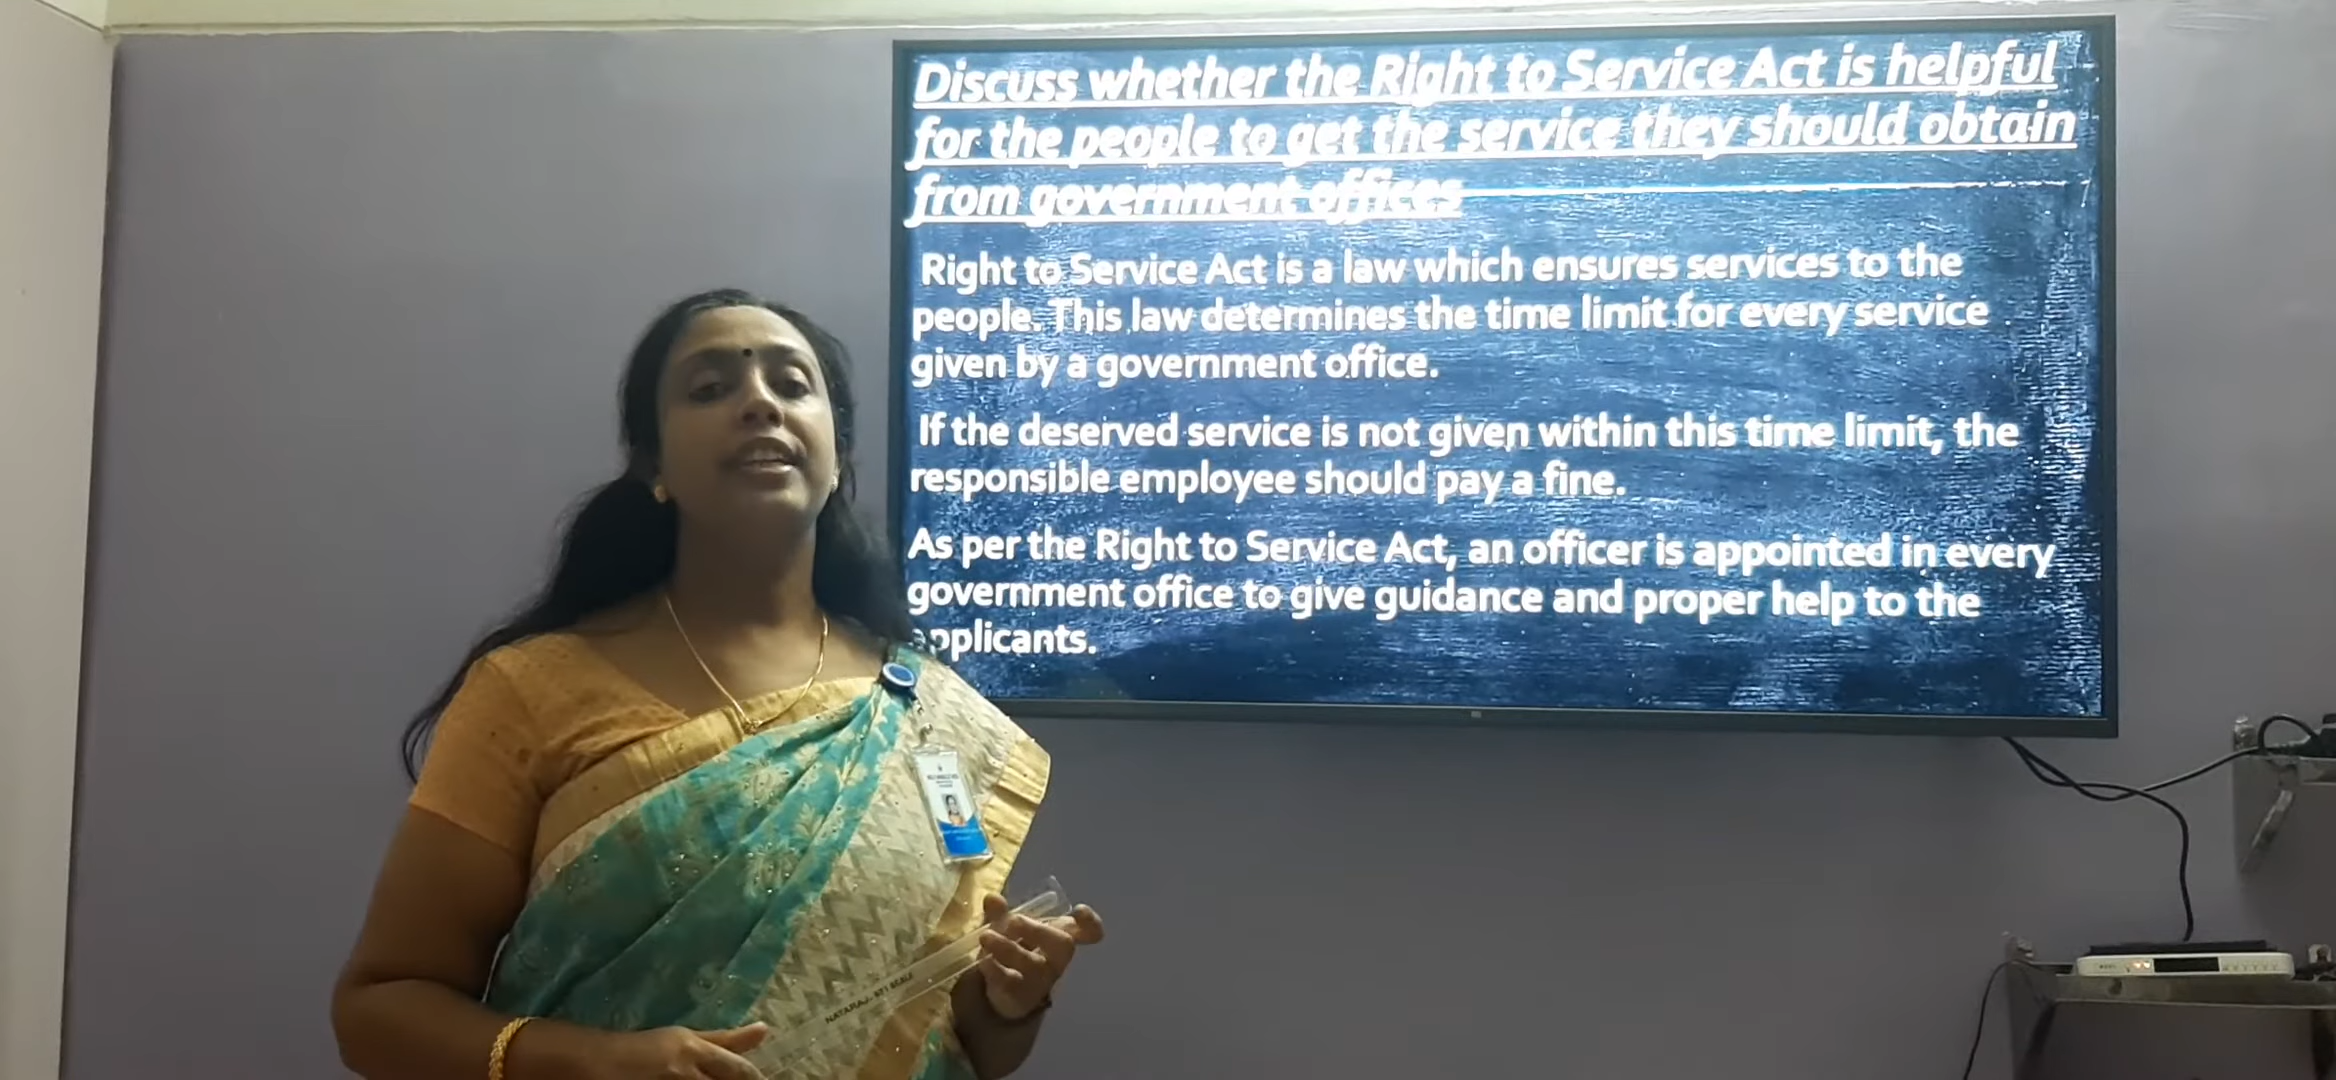 Discuss whether the Right to Service Act is helpful
for the people to get the service they should obtain
from government offices
Right to Service Act is a law which ensures services to the
people. This law determines the time limit for every service
given by a government office.
If the deserved service is not given within this time limit, the
responsible employee should pay a fine.
As per the Right to Service Act, an officer is appointed in every
government office to give guidance and proper help to the
applicants.
NATARAJ